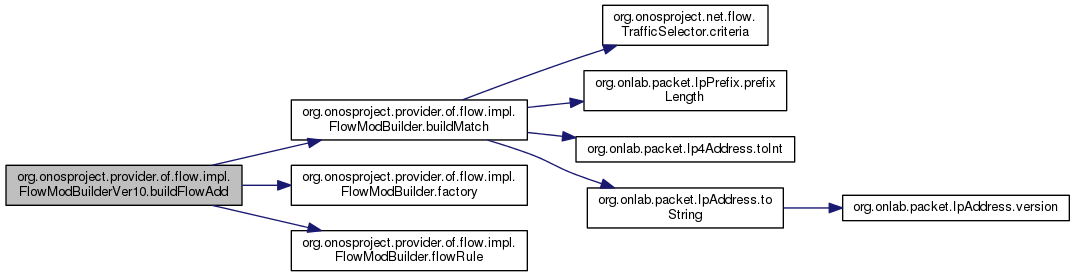 org.onosproject.provider.of.flow.impl.
FlowModBuilderVer10.buildFlowAdd
org.onosproject.provider.of.flow.impl.
FlowModBuilder.buildMatch
org.onosproject.provider.of.flow.impl.
FlowModBuilder.factory
org.onosproject.provider.of.flow.impl.
FlowModBuilder.flowRule
org.onosproject.net.flow.
TrafficSelector.criteria
org.onlab.packet.IpPrefix.prefix
Length
org.onlab.packet.Ip4Address.toInt
org.onlab.packet.IpAddress.to
String
org.onlab.packet.IpAddress.version